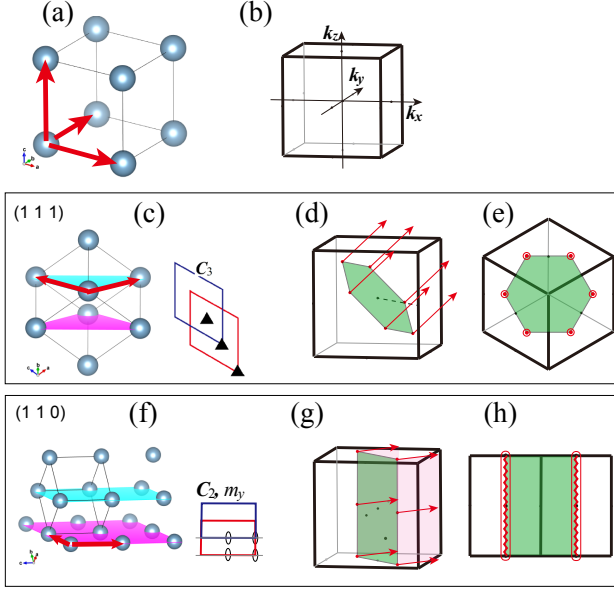 (a)
(b)
k_z
k_y
k_x
c
b
a
(1 1 1)
(c)
(d)
(e)
C_3
c
b
a
(1 1 0)
(f)
(g)
(h)
C_2, m_y
a
b
c